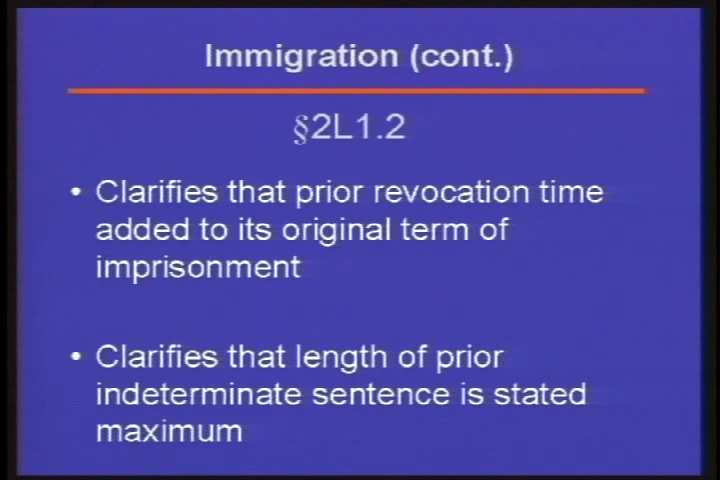 Immigration (cont.)
§2L1.2
• Clarifies that prior revocation time
added to its original term of
imprisonment
• Clarifies that length of prior
indeterminate sentence is stated
maximum